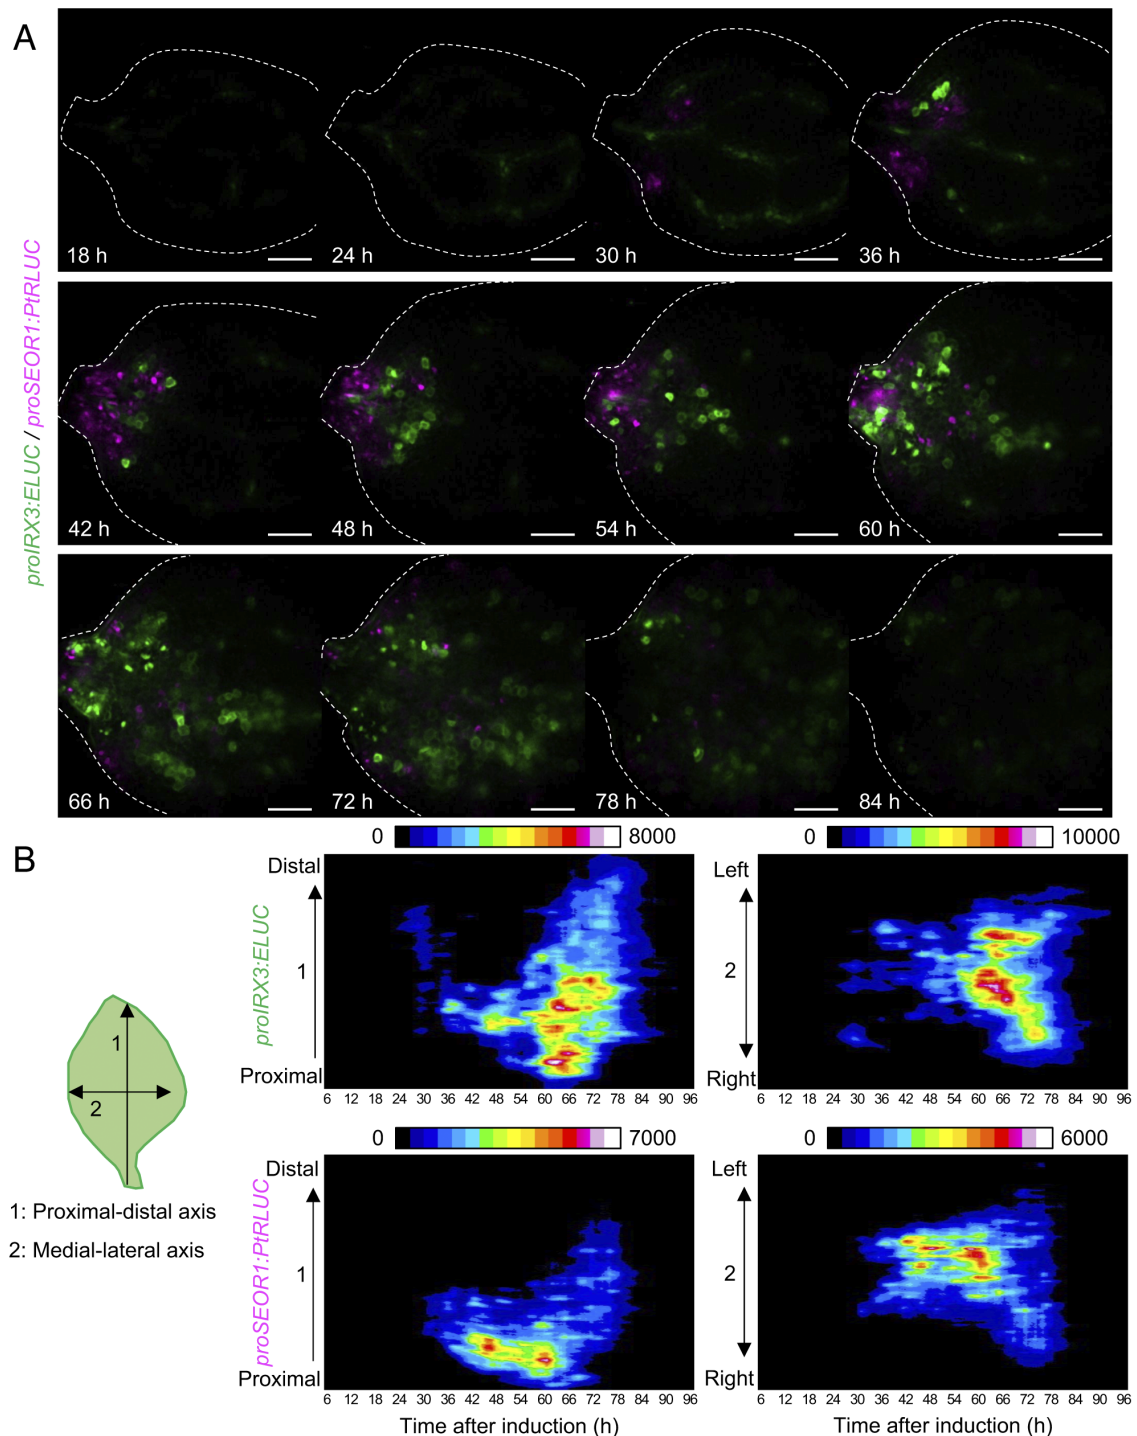 A
proIRX3:ELUC / proSEOR1:PtRLUC
18 h
24 h
30 h
36 h
42 h
48 h
54 h
60 h
66 h
72 h
78 h
84 h
B
1
2
1: Proximal-distal axis
2: Medial-lateral axis
0 8000
proIRX3:ELUC
Distal
1
Proximal
6 12 18 24 30 36 42 48 54 60 66 72 78 84 90 96
0 10000
Left
2
Right
6 12 18 24 30 36 42 48 54 60 66 72 78 84 90 96
0 7000
proSEOR1:PtRLUC
Distal
1
Proximal
6 12 18 24 30 36 42 48 54 60 66 72 78 84 90 96
Time after induction (h)
0 6000
Left
2
Right
6 12 18 24 30 36 42 48 54 60 66 72 78 84 90 96
Time after induction (h)